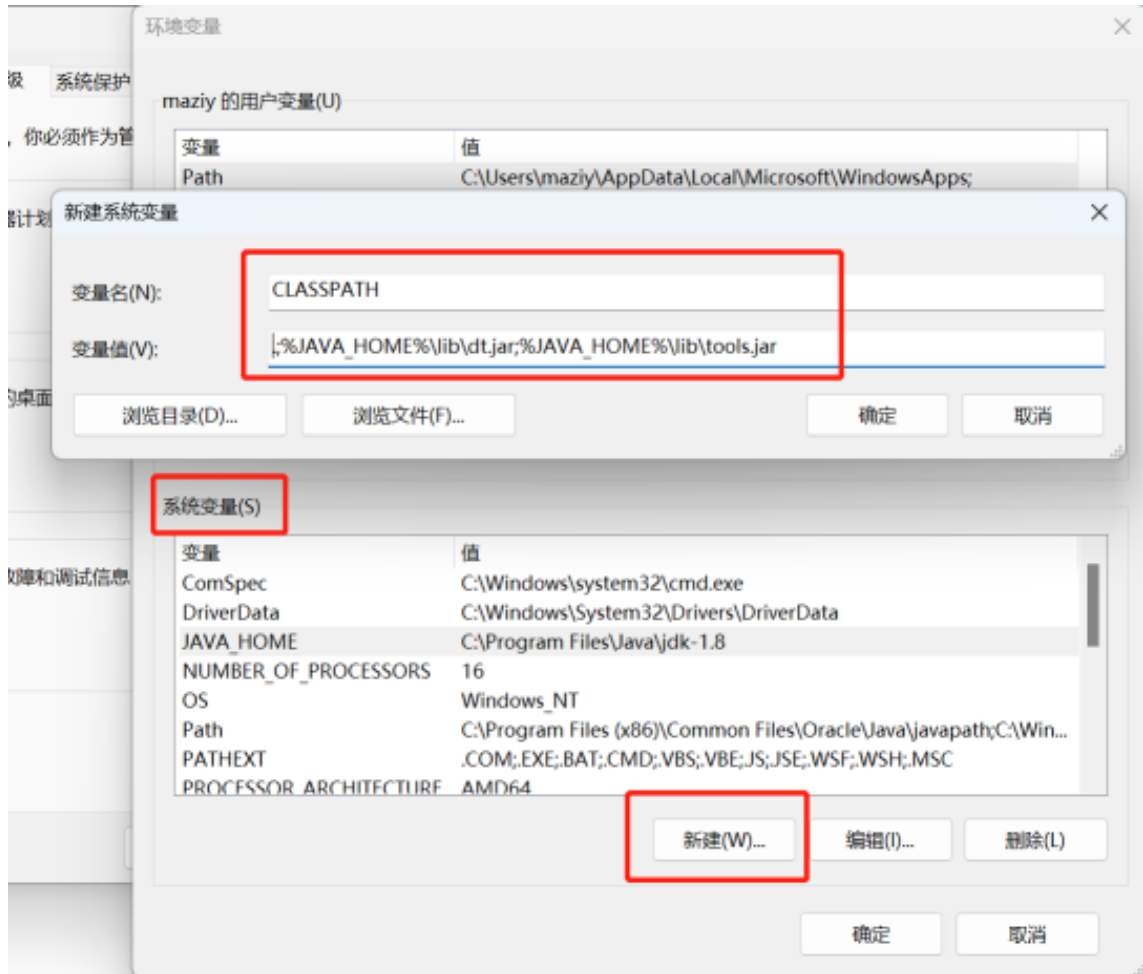 环境变量
级 系统保护
maziy 的用户变量(U)
，你必须作为管
变量 值
Path C:\Users\maziy\AppData\Local\Microsoft\WindowsApps;
新建系统变量
器计划
变量名(N): CLASSPATH
变量值(V): .;%JAVA_HOME%\lib\dt.jar;%JAVA_HOME%\lib\tools.jar
的桌面
浏览目录(D)... 浏览文件(F)... 确定 取消
系统变量(S)
变量 值
故障和调试信息
ComSpec C:\Windows\system32\cmd.exe
DriverData C:\Windows\System32\Drivers\DriverData
JAVA_HOME C:\Program Files\Java\jdk-1.8
NUMBER_OF_PROCESSORS 16
OS Windows_NT
Path C:\Program Files (x86)\Common Files\Oracle\Java\javapath;C:\Win...
PATHEXT .COM;.EXE;.BAT;.CMD;.VBS;.VBE;.JS;.JSE;.WSF;.WSH;.MSC
PROCESSOR_ARCHITECTURE AMD64
新建(W)... 编辑(I)... 删除(L)
确定 取消